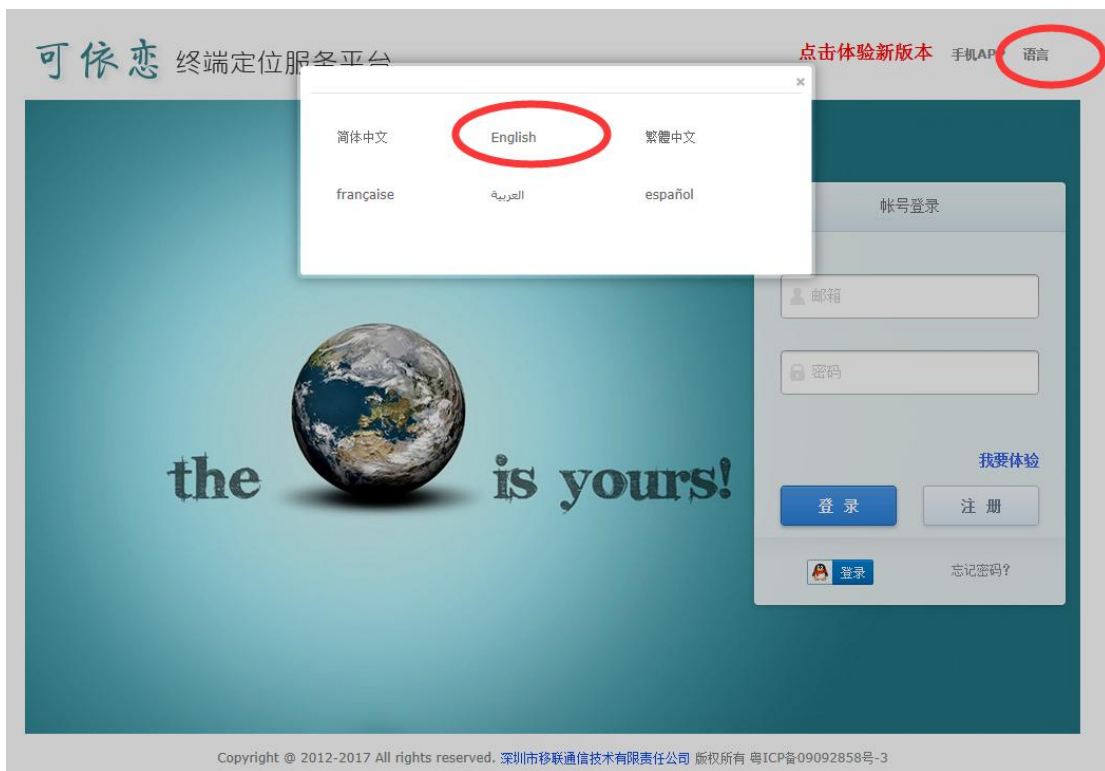 可依恋 终端定位服务平台
点击体验新版本 手机APP 语言
×
简体中文 English 繁體中文
française العربية español
帐号登录
邮箱
密码
the is yours!
我要体验
登 录 注 册
登录 忘记密码?
Copyright @ 2012-2017 All rights reserved. 深圳市移联通信技术有限责任公司 版权所有 粤ICP备09092858号-3